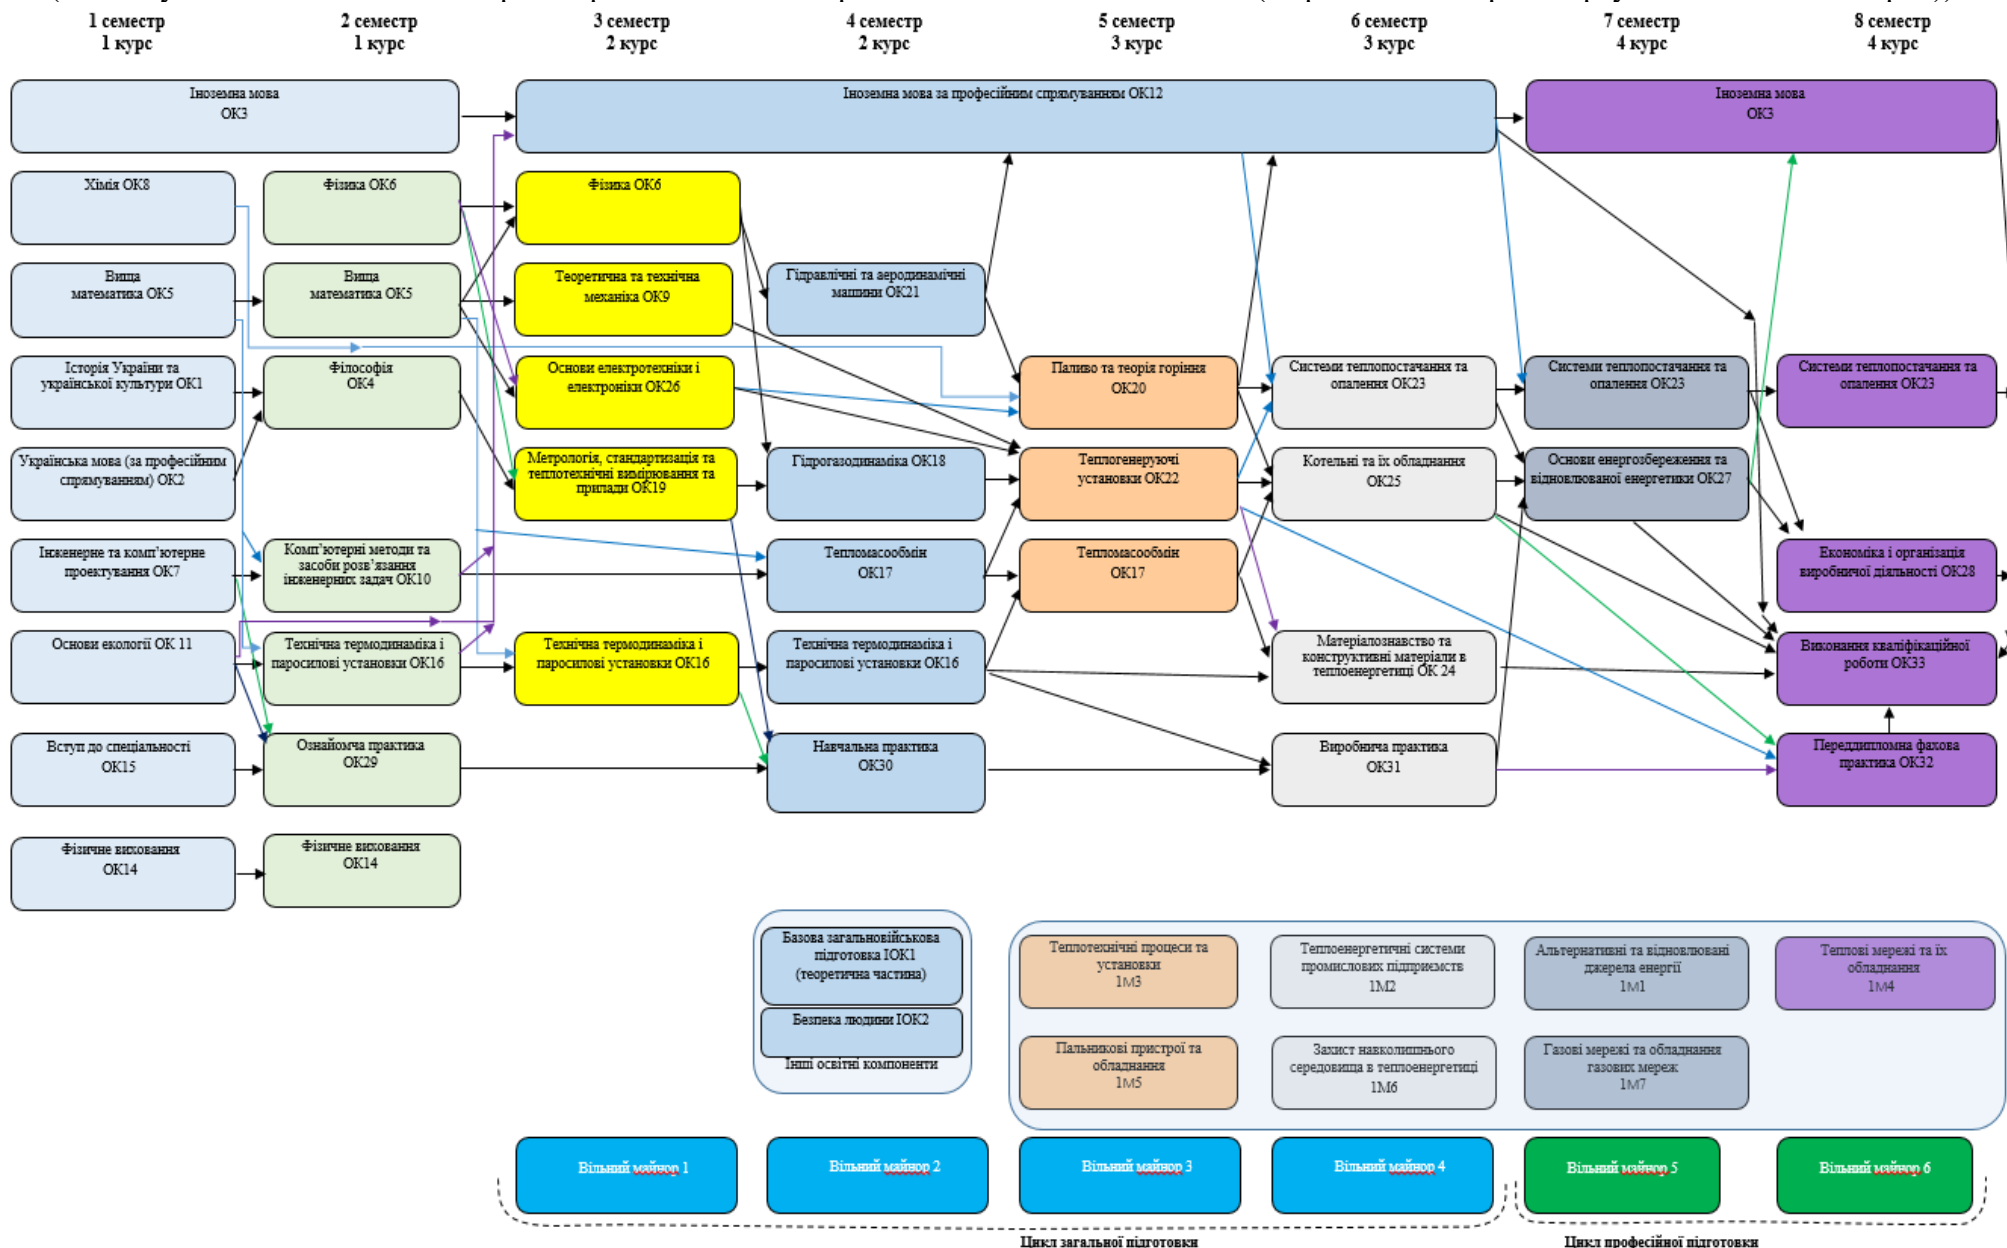 1 семестр
1 курс
2 семестр
1 курс
3 семестр
2 курс
4 семестр
2 курс
5 семестр
3 курс
6 семестр
3 курс
7 семестр
4 курс
8 семестр
4 курс
Іноземна мова
ОК3
Іноземна мова за професійним спрямуванням ОК12
Іноземна мова
ОК3
Хімія ОК8
Фізика ОК6
Фізика ОК6
Вища
математика ОК5
Вища
математика ОК5
Теоретична та технічна
механіка ОК9
Гідравлічні та аеродинамічні
машини ОК21
Історія України та
української культури ОК1
Філософія
ОК4
Основи електротехніки і
електроніки ОК26
Паливо та теорія горіння
ОК20
Системи теплопостачання та
опалення ОК23
Системи теплопостачання та
опалення ОК23
Системи теплопостачання та
опалення ОК23
Українська мова (за професійним
спрямуванням) ОК2
Метрологія, стандартизація та
теплотехнічні вимірювання та
прилади ОК19
Гідрогазодинаміка ОК18
Теплогенеруючі
установки ОК22
Котельні та їх обладнання
ОК25
Основи енергозбереження та
відновлюваної енергетики ОК27
Інженерне та комп’ютерне
проектування ОК7
Комп’ютерні методи та
засоби розв’язання
інженерних задач ОК10
Тепломасообмін
ОК17
Тепломасообмін
ОК17
Економіка і організація
виробничої діяльності ОК28
Основи екології ОК 11
Технічна термодинаміка і
паросилові установки ОК16
Технічна термодинаміка і
паросилові установки ОК16
Технічна термодинаміка і
паросилові установки ОК16
Матеріалознавство та
конструктивні матеріали в
теплоенергетиці ОК 24
Виконання кваліфікаційної
роботи ОК33
Вступ до спеціальності
ОК15
Ознайомча практика
ОК29
Навчальна практика
ОК30
Виробнича практика
ОК31
Переддипломна фахова
практика ОК32
Фізичне виховання
ОК14
Фізичне виховання
ОК14
Базова загальновійськова
підготовка ІОК1
(теоретична частина)
Безпека людини ІОК2
Інші освітні компоненти
Теплотехнічні процеси та
установки
1М3
Теплоенергетичні системи
промислових підприємств
1М2
Альтернативні та відновлювані
джерела енергії
1М1
Теплові мережі та їх
обладнання
1М4
Пальникові пристрої та
обладнання
1М5
Захист навколишнього
середовища в теплоенергетиці
1М6
Газові мережі та обладнання
газових мереж
1М7
Вільний майнор 1
Вільний майнор 2
Вільний майнор 3
Вільний майнор 4
Вільний майнор 5
Вільний майнор 6
Цикл загальної підготовки
Цикл професійної підготовки